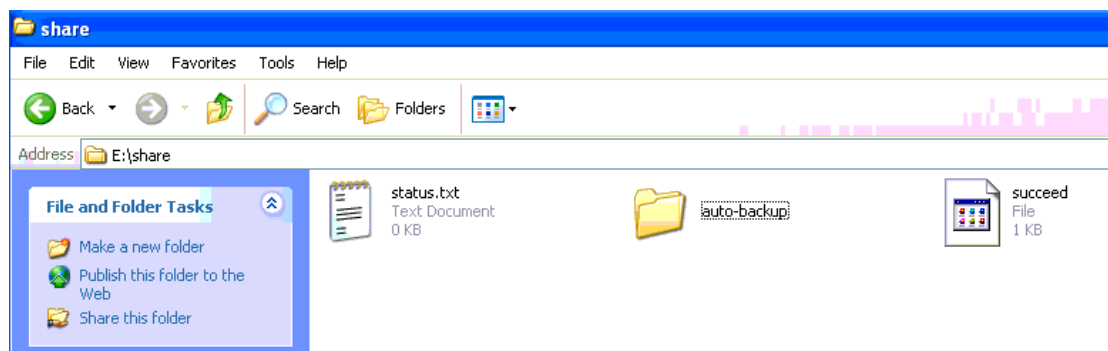 share
File Edit View Favorites Tools Help
Back Search Folders
Address E:\share
File and Folder Tasks
Make a new folder
Publish this folder to the
Web
Share this folder
status.txt
Text Document
0 KB
auto-backup
succeed
File
1 KB